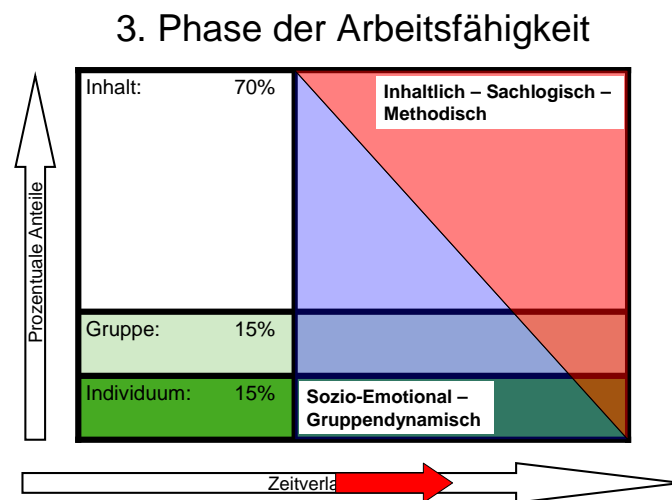 3. Phase der Arbeitsfähigkeit
Inhalt: 70%
Inhaltlich – Sachlogisch –
Methodisch
Prozentuale Anteile
Gruppe: 15%
Individuum: 15%
Sozio-Emotional –
Gruppendynamisch
Zeitverla